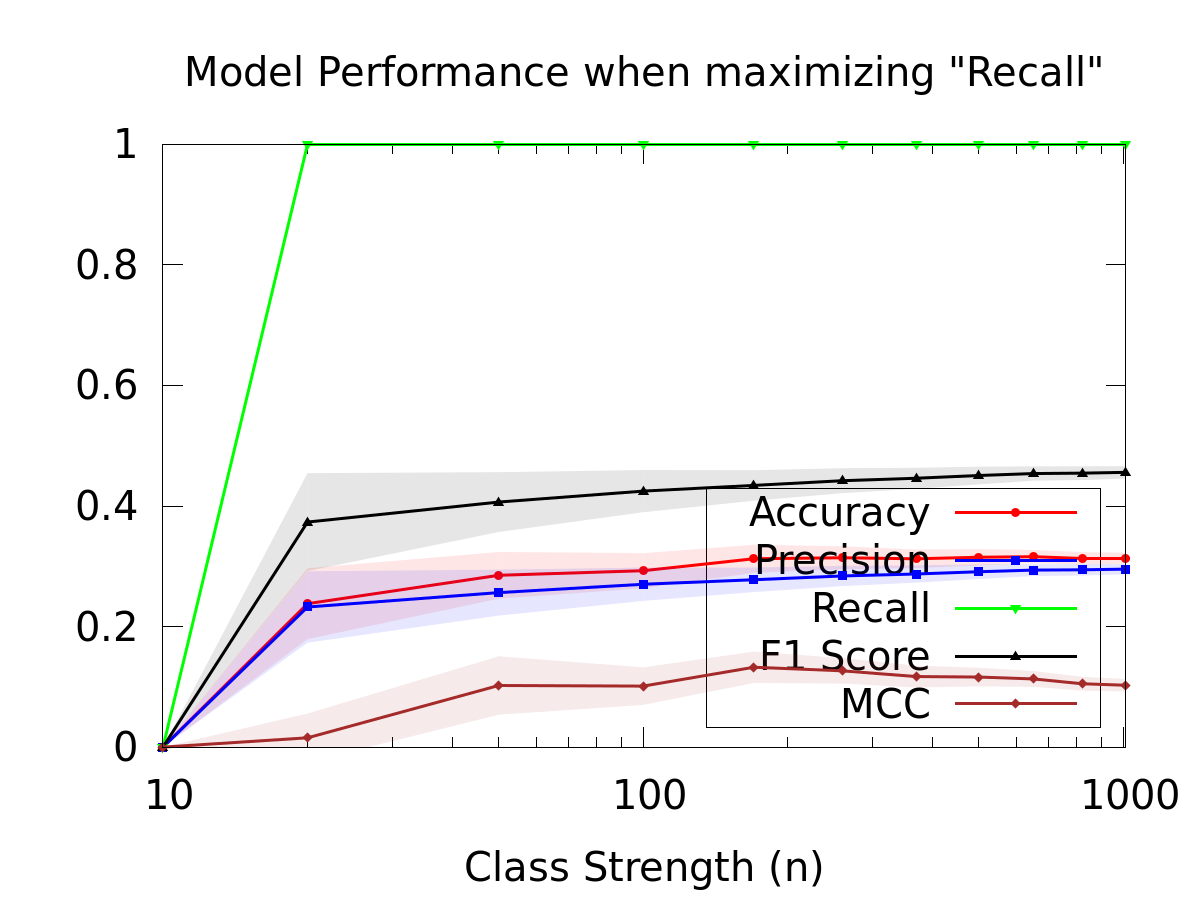 Model Performance when maximizing "Recall"
1
0.8
0.6
0.4
0.2
0
Accuracy
Precision
Recall
F1 Score
MCC
10
100
1000
Class Strength (n)